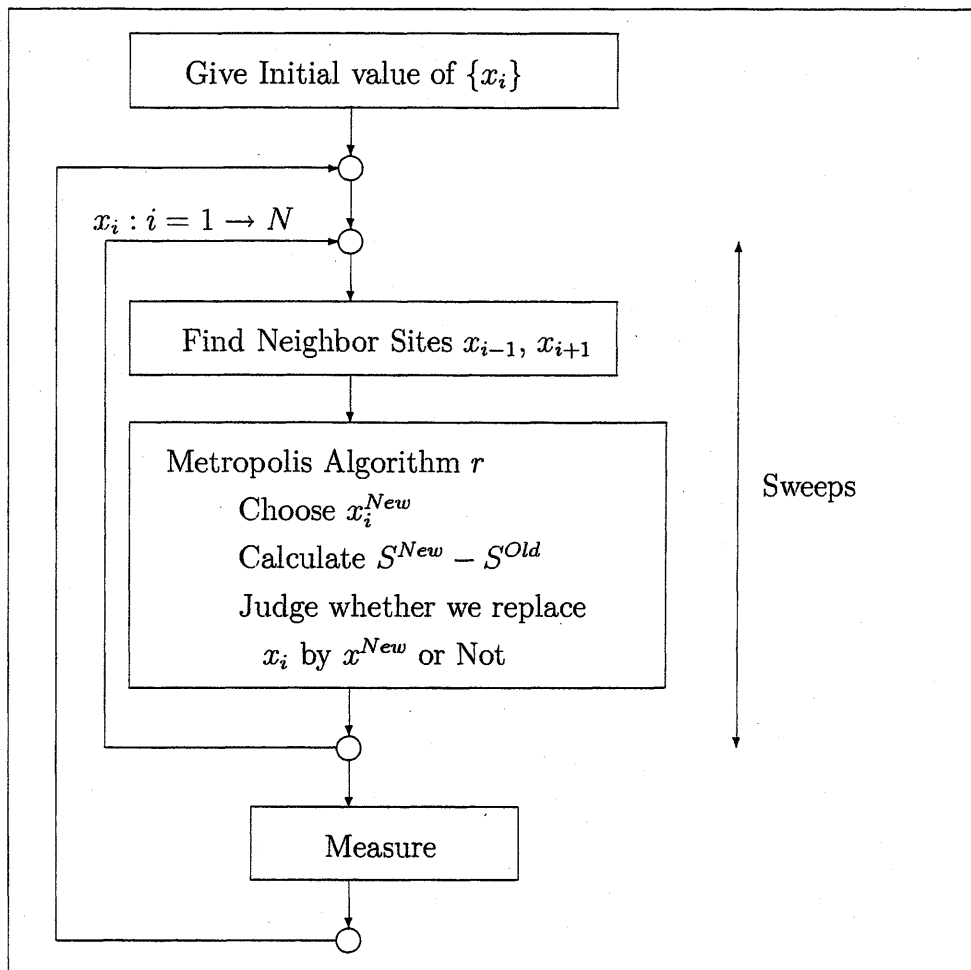 Give Initial value of {x_i}
x_i : i = 1 → N
Find Neighbor Sites x_{i−1}, x_{i+1}
Metropolis Algorithm r
Choose x_i^{New}
Calculate S^{New} − S^{Old}
Judge whether we replace
x_i by x^{New} or Not
Sweeps
Measure